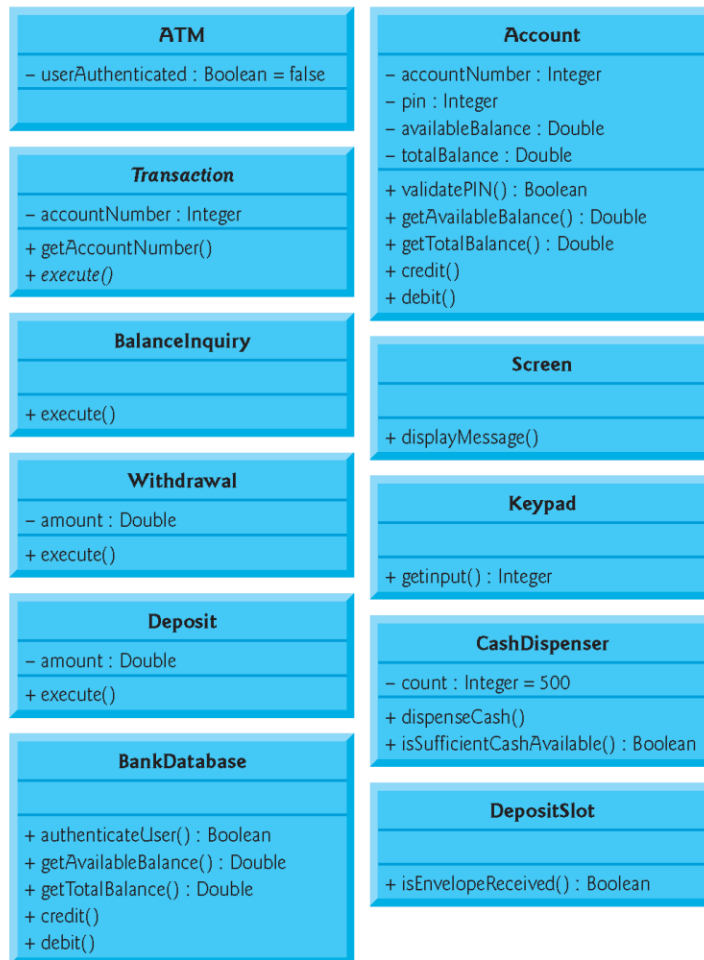 ATM
– userAuthenticated : Boolean = false
Transaction
– accountNumber : Integer
+ getAccountNumber()
+ execute()
BalanceInquiry
+ execute()
Withdrawal
– amount : Double
+ execute()
Deposit
– amount : Double
+ execute()
BankDatabase
+ authenticateUser() : Boolean
+ getAvailableBalance() : Double
+ getTotalBalance() : Double
+ credit()
+ debit()
Account
– accountNumber : Integer
– pin : Integer
– availableBalance : Double
– totalBalance : Double
+ validatePIN() : Boolean
+ getAvailableBalance() : Double
+ getTotalBalance() : Double
+ credit()
+ debit()
Screen
+ displayMessage()
Keypad
+ getinput() : Integer
CashDispenser
– count : Integer = 500
+ dispenseCash()
+ isSufficientCashAvailable() : Boolean
DepositSlot
+ isEnvelopeReceived() : Boolean